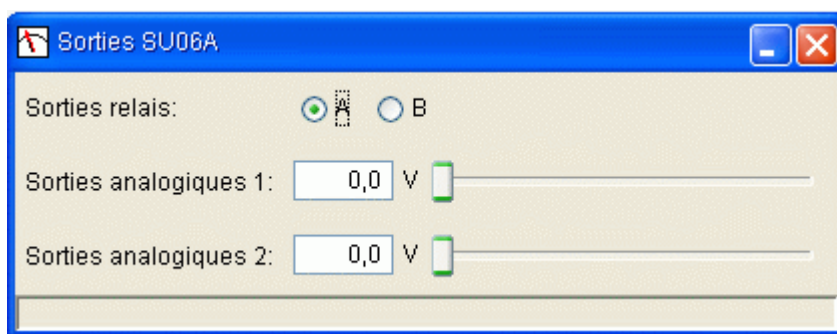 Sorties SU06A
Sorties relais: A B
Sorties analogiques 1: 0,0 V
Sorties analogiques 2: 0,0 V